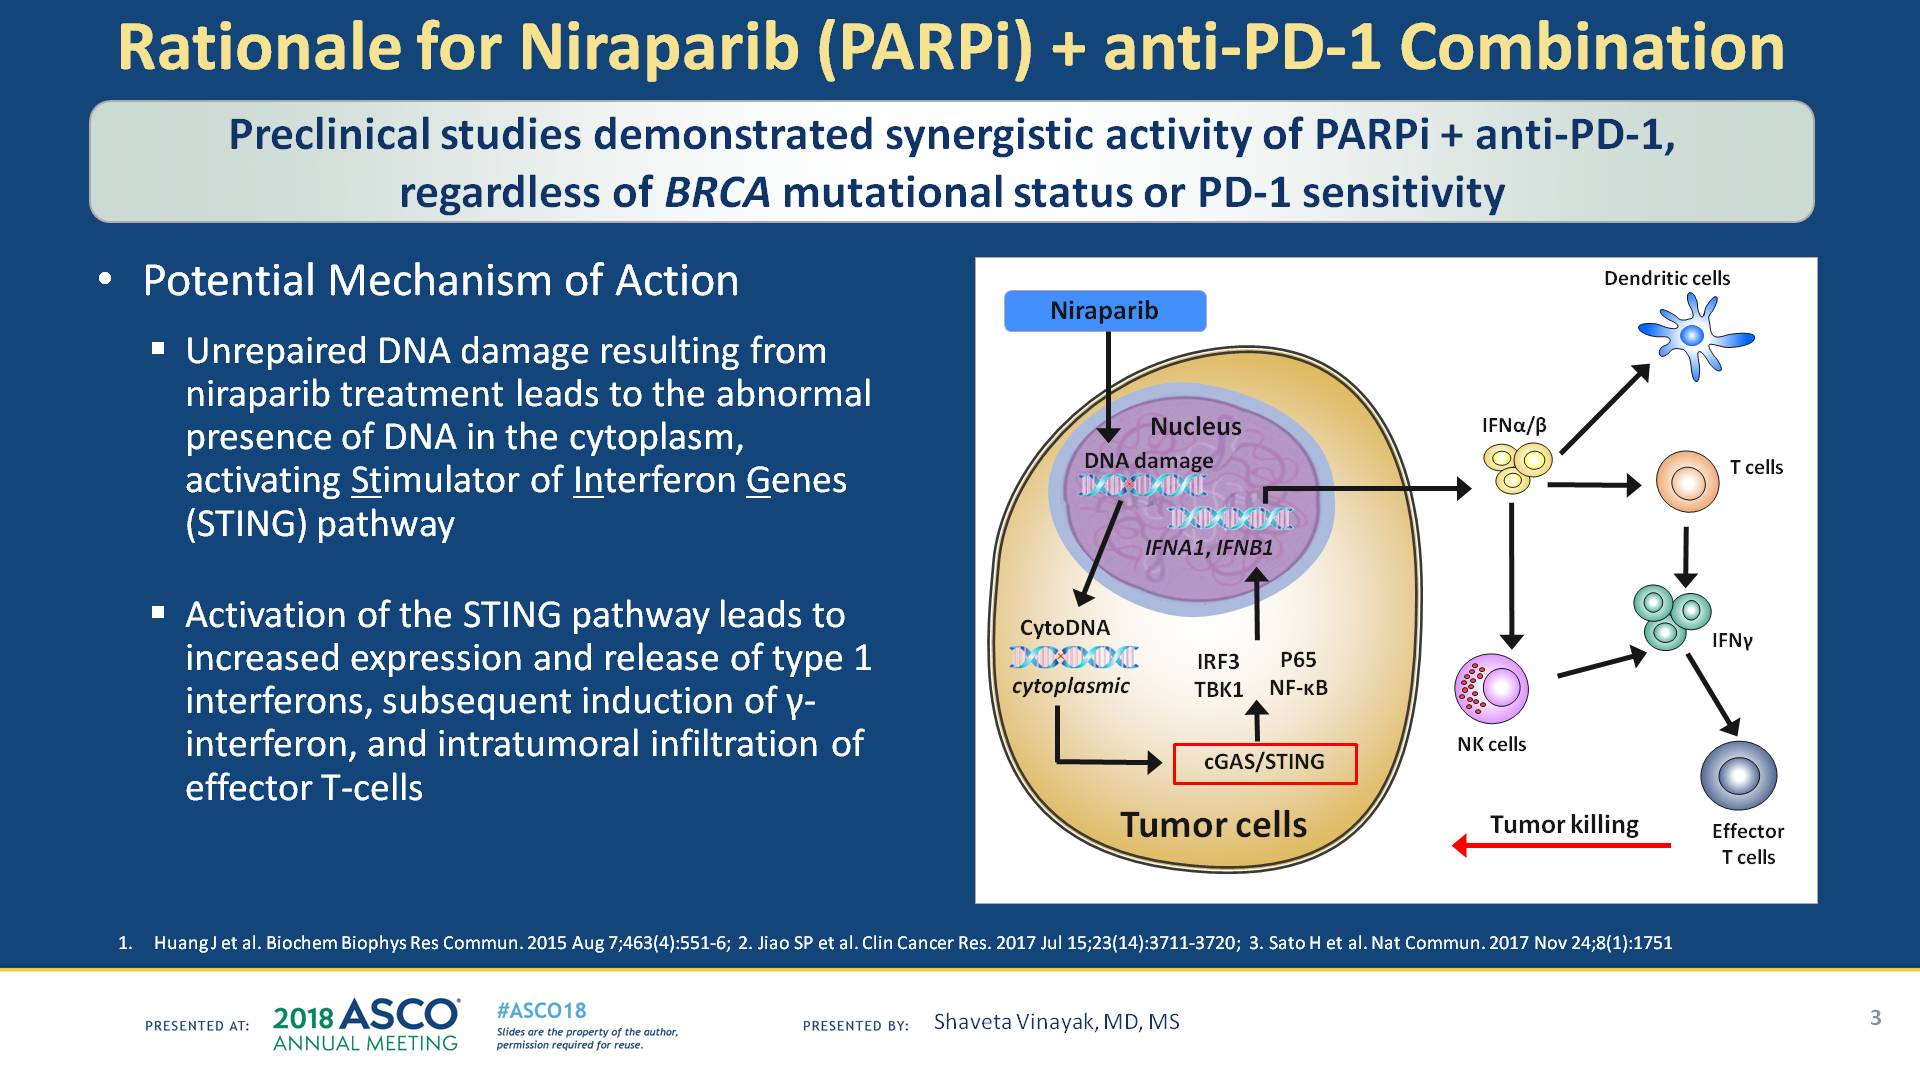 Rationale for Niraparib (PARPi) + anti-PD-1 Combination
Preclinical studies demonstrated synergistic activity of PARPi + anti-PD-1,
regardless of BRCA mutational status or PD-1 sensitivity
• Potential Mechanism of Action
▪ Unrepaired DNA damage resulting from
niraparib treatment leads to the abnormal
presence of DNA in the cytoplasm,
activating Stimulator of Interferon Genes
(STING) pathway
▪ Activation of the STING pathway leads to
increased expression and release of type 1
interferons, subsequent induction of γ-
interferon, and intratumoral infiltration of
effector T-cells
Niraparib
Nucleus
DNA damage
IFNA1, IFNB1
CytoDNA
cytoplasmic
IRF3
TBK1
P65
NF-κB
cGAS/STING
Tumor cells
Dendritic cells
IFNα/β
T cells
IFNγ
NK cells
Tumor killing
Effector
T cells
1. Huang J et al. Biochem Biophys Res Commun. 2015 Aug 7;463(4):551-6; 2. Jiao SP et al. Clin Cancer Res. 2017 Jul 15;23(14):3711-3720; 3. Sato H et al. Nat Commun. 2017 Nov 24;8(1):1751
PRESENTED AT:
2018 ASCO®
ANNUAL MEETING
#ASCO18
Slides are the property of the author,
permission required for reuse.
PRESENTED BY:
Shaveta Vinayak, MD, MS
3